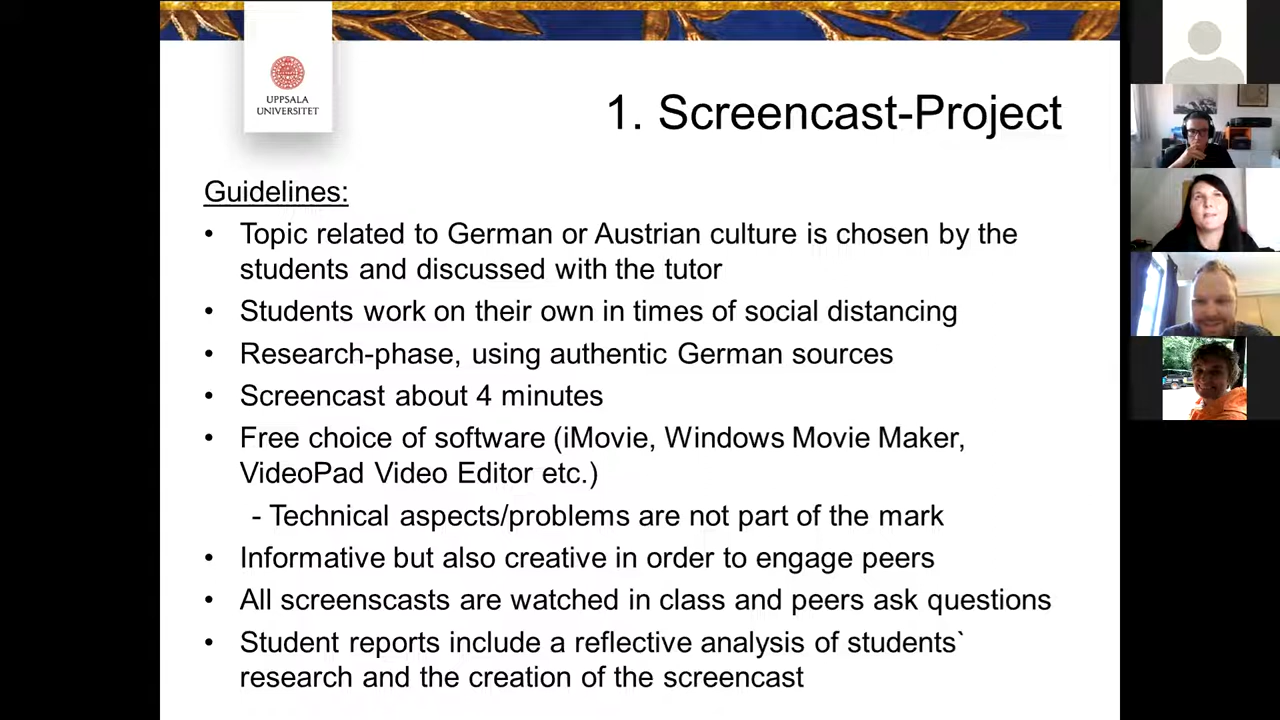 UPPSALA
UNIVERSITET
1. Screencast-Project
Guidelines:
• Topic related to German or Austrian culture is chosen by the
students and discussed with the tutor
• Students work on their own in times of social distancing
• Research-phase, using authentic German sources
• Screencast about 4 minutes
• Free choice of software (iMovie, Windows Movie Maker,
VideoPad Video Editor etc.)
- Technical aspects/problems are not part of the mark
• Informative but also creative in order to engage peers
• All screenscasts are watched in class and peers ask questions
• Student reports include a reflective analysis of students`
research and the creation of the screencast